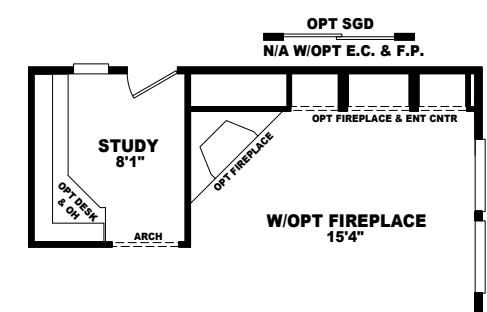 OPT SGD
N/A W/OPT E.C. & F.P.
OPT FIREPLACE & ENT CNTR
STUDY
8'1"
OPT FIREPLACE
OPT DESK
& OH
W/OPT FIREPLACE
15'4"
ARCH